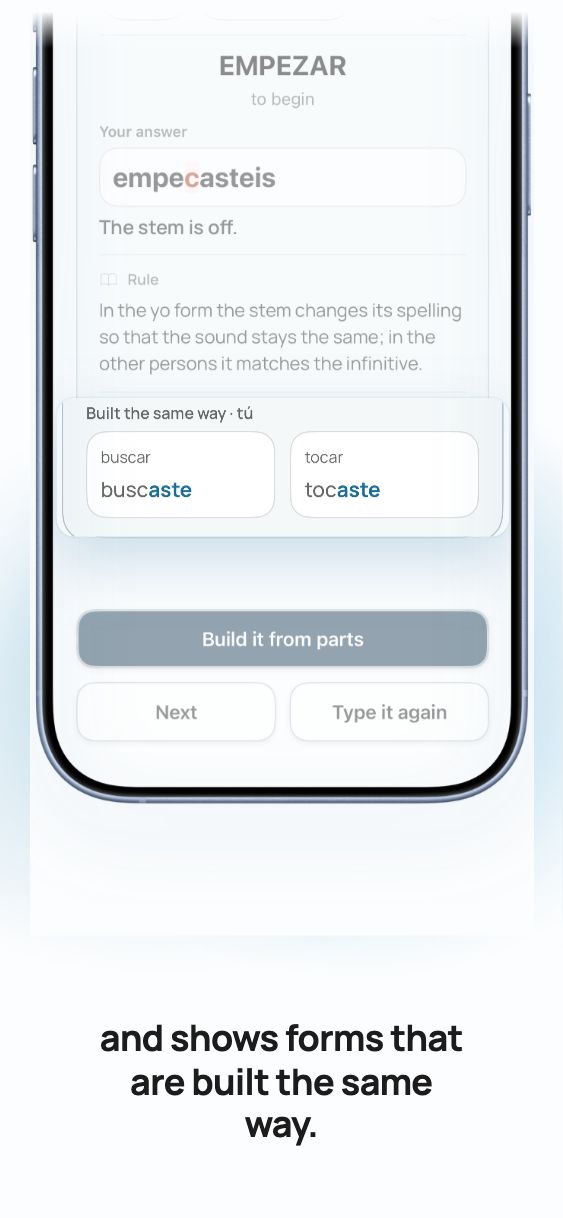 EMPEZAR
to begin
Your answer
empecasteis
The stem is off.
Rule
In the yo form the stem changes its spelling
so that the sound stays the same; in the
other persons it matches the infinitive.
Built the same way · tú
buscar
tocar
buscaste
tocaste
Build it from parts
Next
Type it again
and shows forms that
are built the same
way.